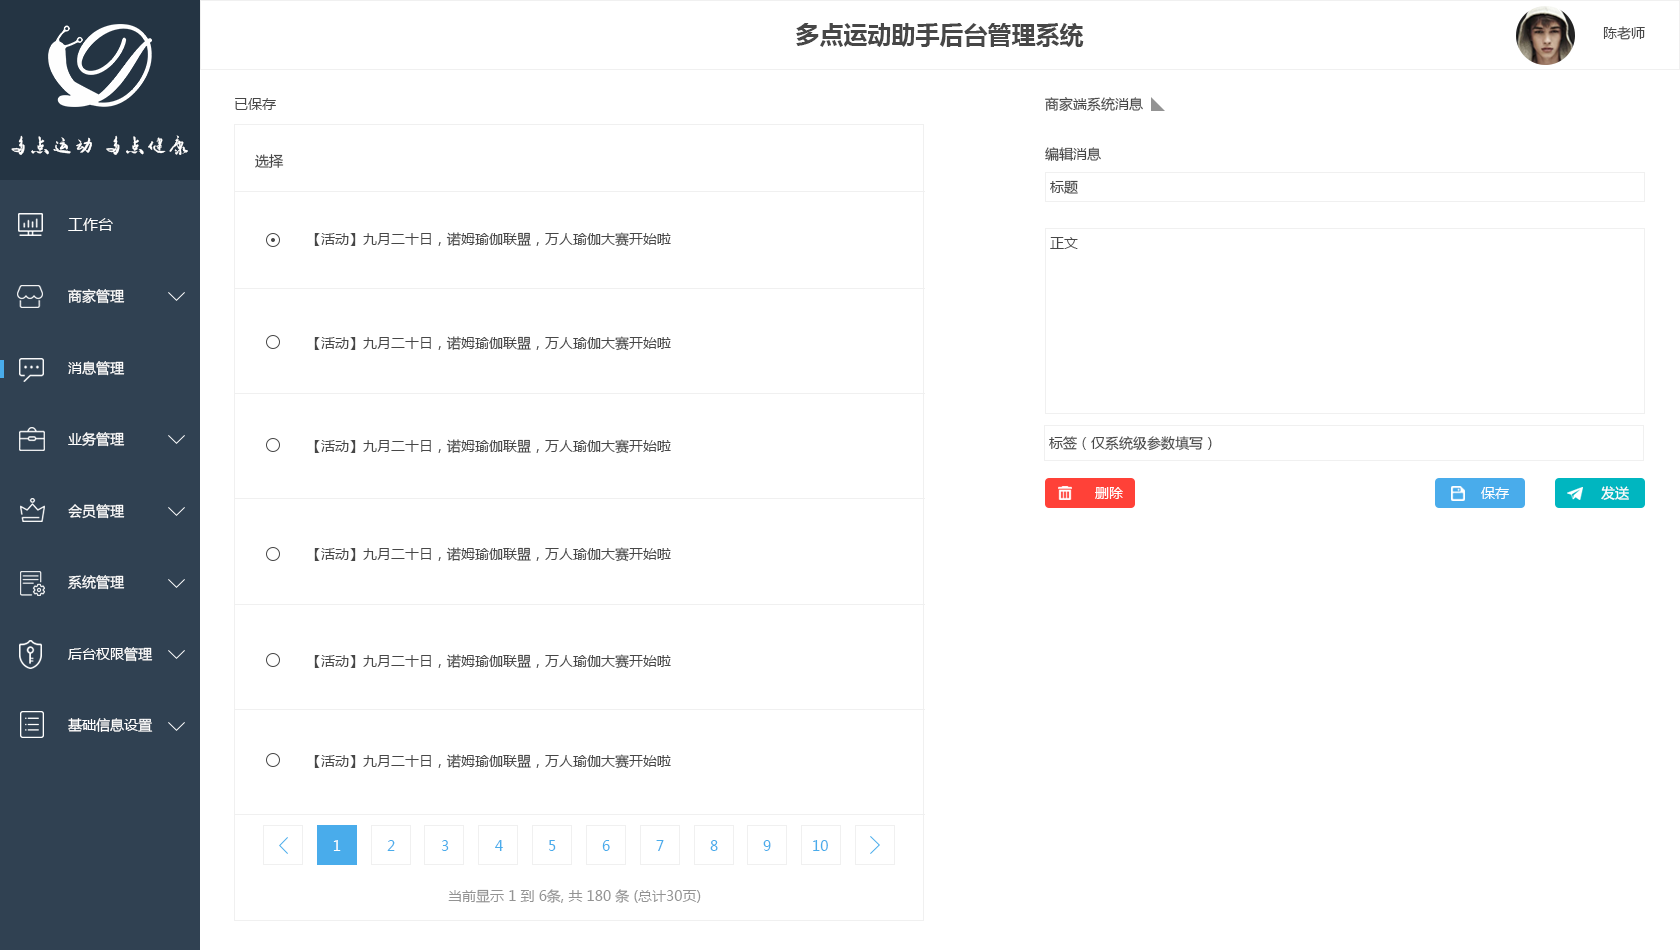 多点运动 多点健康
工作台
商家管理
消息管理
业务管理
会员管理
系统管理
后台权限管理
基础信息设置
多点运动助手后台管理系统
陈老师
已保存
选择
【活动】九月二十日，诺姆瑜伽联盟，万人瑜伽大赛开始啦
【活动】九月二十日，诺姆瑜伽联盟，万人瑜伽大赛开始啦
【活动】九月二十日，诺姆瑜伽联盟，万人瑜伽大赛开始啦
【活动】九月二十日，诺姆瑜伽联盟，万人瑜伽大赛开始啦
【活动】九月二十日，诺姆瑜伽联盟，万人瑜伽大赛开始啦
【活动】九月二十日，诺姆瑜伽联盟，万人瑜伽大赛开始啦
1 2 3 4 5 6 7 8 9 10
当前显示 1 到 6条, 共 180 条 (总计30页)
商家端系统消息
编辑消息
标题
正文
标签（仅系统级参数填写）
删除 保存 发送